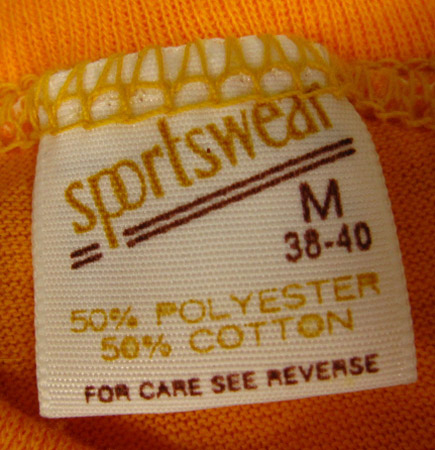 sportswear
M
38-40
50% POLYESTER
50% COTTON
FOR CARE SEE REVERSE